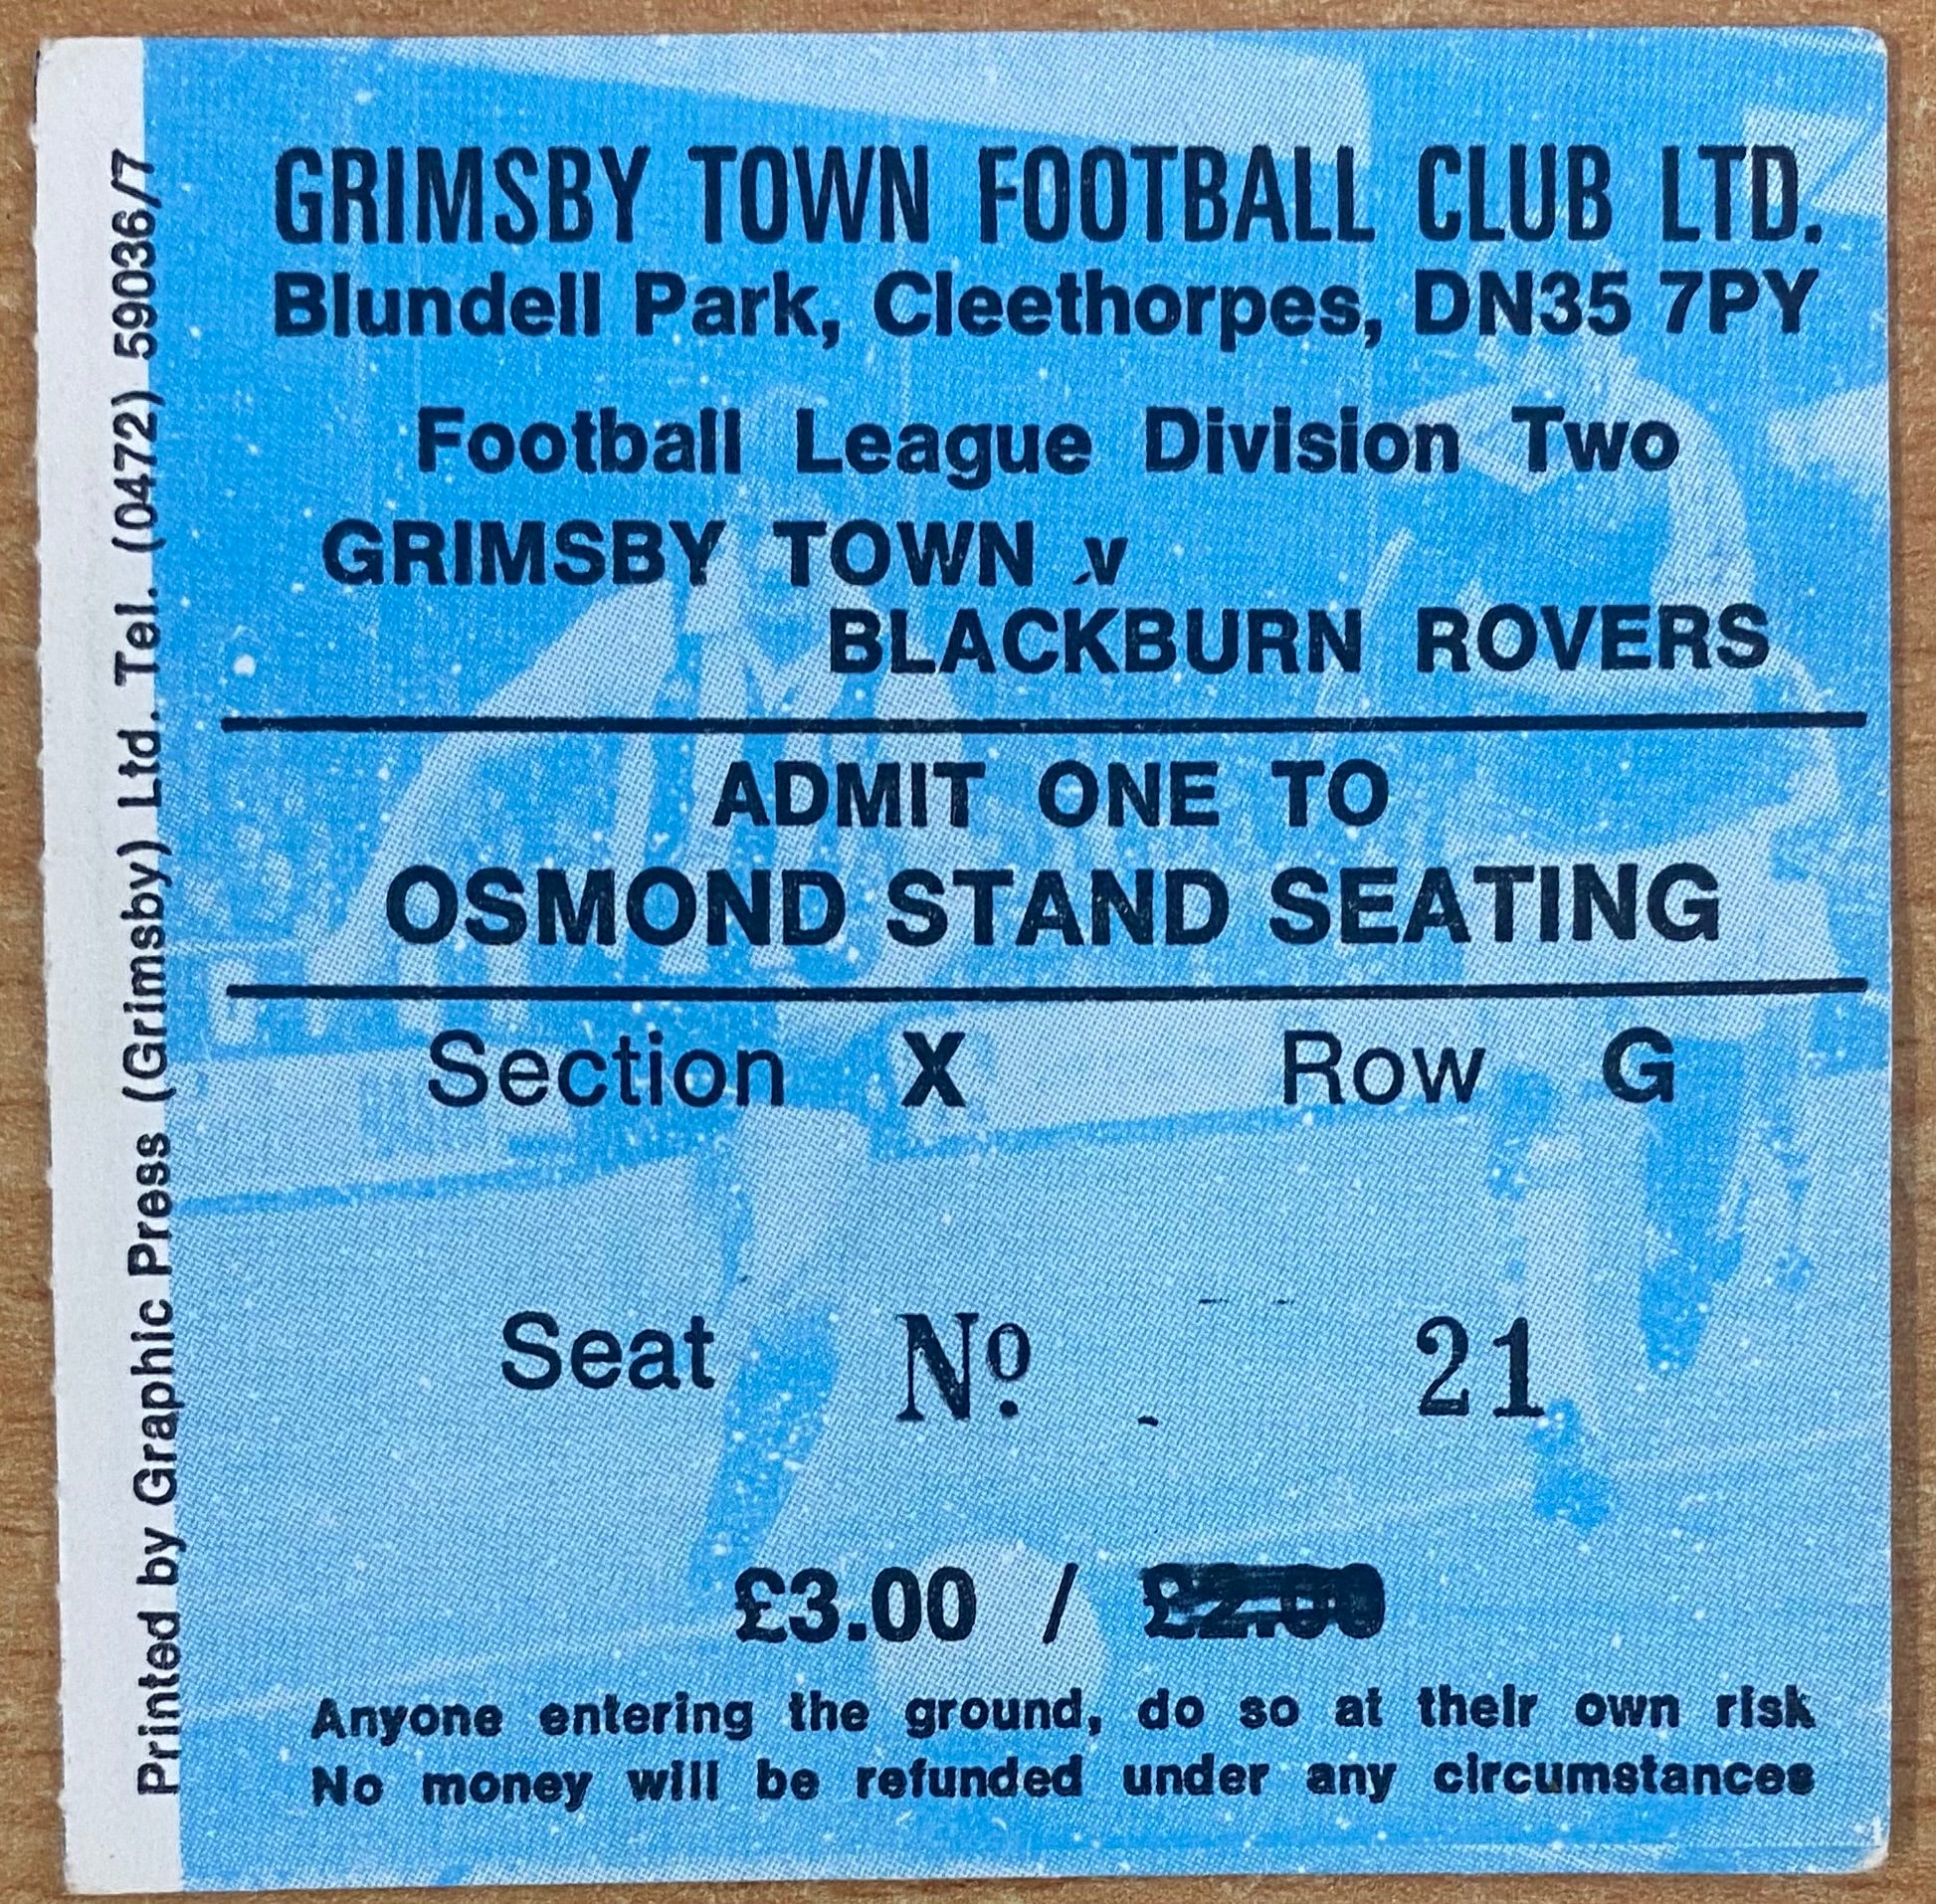 GRIMSBY TOWN FOOTBALL CLUB LTD.
Blundell Park, Cleethorpes, DN35 7PY
Football League Division Two
GRIMSBY TOWN v
BLACKBURN ROVERS
ADMIT ONE TO
OSMOND STAND SEATING
Section X Row G
Seat Nº 21
£3.00 / £2.00
Anyone entering the ground, do so at their own risk
No money will be refunded under any circumstances
Printed by Graphic Press (Grimsby) Ltd. Tel. (0472) 59036/7